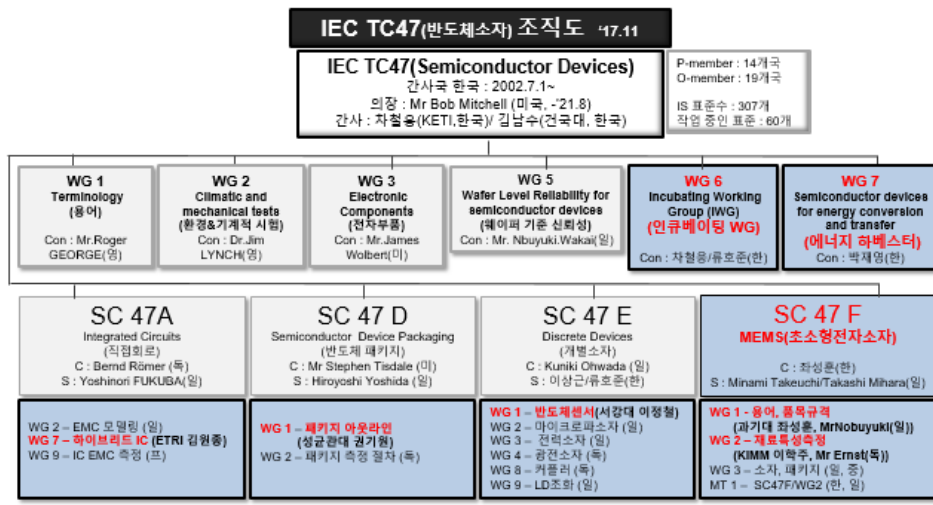 IEC TC47(반도체소자) 조직도 '17.11
IEC TC47(Semiconductor Devices)
간사국 한국 : 2002.7.1~
의장 : Mr Bob Mitchell (미국, -'21.8)
간사 : 차철웅(KETI,한국)/ 김남수(건국대, 한국)
P-member : 14개국
O-member : 19개국
IS 표준수 : 307개
작업 중인 표준 : 60개
WG 1
Terminology
(용어)
Con : Mr.Roger
GEORGE(영)
WG 2
Climatic and
mechanical tests
(환경&기계적 시험)
Con : Dr.Jim
LYNCH(영)
WG 3
Electronic
Components
(전자부품)
Con : Mr.James
Wolbert(미)
WG 5
Wafer Level Reliability for
semiconductor devices
(웨이퍼 기준 신뢰성)
Con : Mr. Nbuyuki.Wakai(일)
WG 6
Incubating Working
Group (IWG)
(인큐베이팅 WG)
Con : 차철웅/류호준(한)
WG 7
Semiconductor devices
for energy conversion
and transfer
(에너지 하베스터)
Con : 박재영(한)
SC 47A
Integrated Circuits
(직접회로)
C : Bernd Römer (독)
S : Yoshinori FUKUBA(일)
WG 2 – EMC 모델링 (일)
WG 7 – 하이브리드 IC (ETRI 김원종)
WG 9 – IC EMC 측정 (프)
SC 47 D
Semiconductor Device Packaging
(반도체 패키지)
C : Mr Stephen Tisdale (미)
S : Hiroyoshi Yoshida (일)
WG 1 – 패키지 아웃라인
(성균관대 권기원)
WG 2 – 패키지 측정 절차 (독)
SC 47 E
Discrete Devices
(개별소자)
C : Kuniki Ohwada (일)
S : 이상근/류호준(한)
WG 1 – 반도체센서(서강대 이정철)
WG 2 – 마이크로파소자 (일)
WG 3 – 전력소자 (일)
WG 4 – 광전소자 (독)
WG 8 – 커플러 (독)
WG 9 – LD조화 (일)
SC 47 F
MEMS(초소형전자소자)
C : 좌성훈(한)
S : Minami Takeuchi/Takashi Mihara(일)
WG 1 - 용어, 품목규격
(과기대 좌성훈, MrNobuyuki(일))
WG 2 – 재료특성측정
(KIMM 이학주, Mr Ernst(독))
WG 3 – 소자, 패키지 (일, 중)
MT 1 – SC47F/WG2 (한, 일)